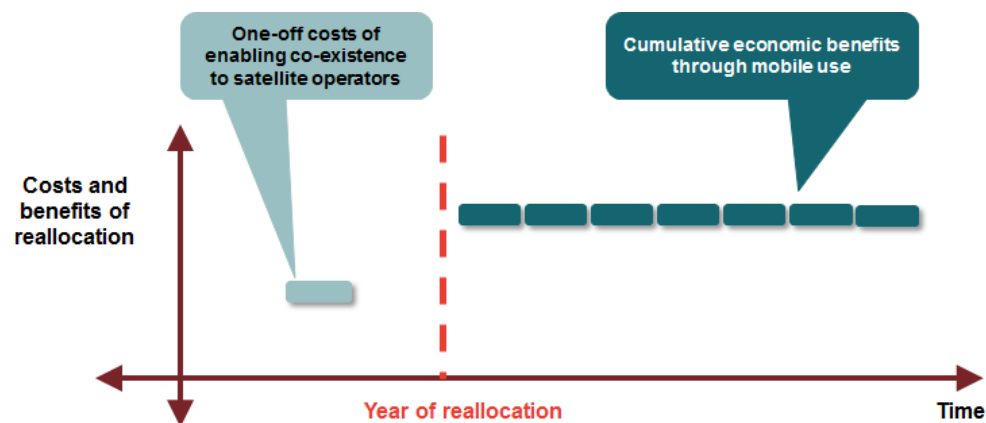 One-off costs of
enabling co-existence
to satellite operators
Cumulative economic benefits
through mobile use
Costs and
benefits of
reallocation
Year of reallocation
Time